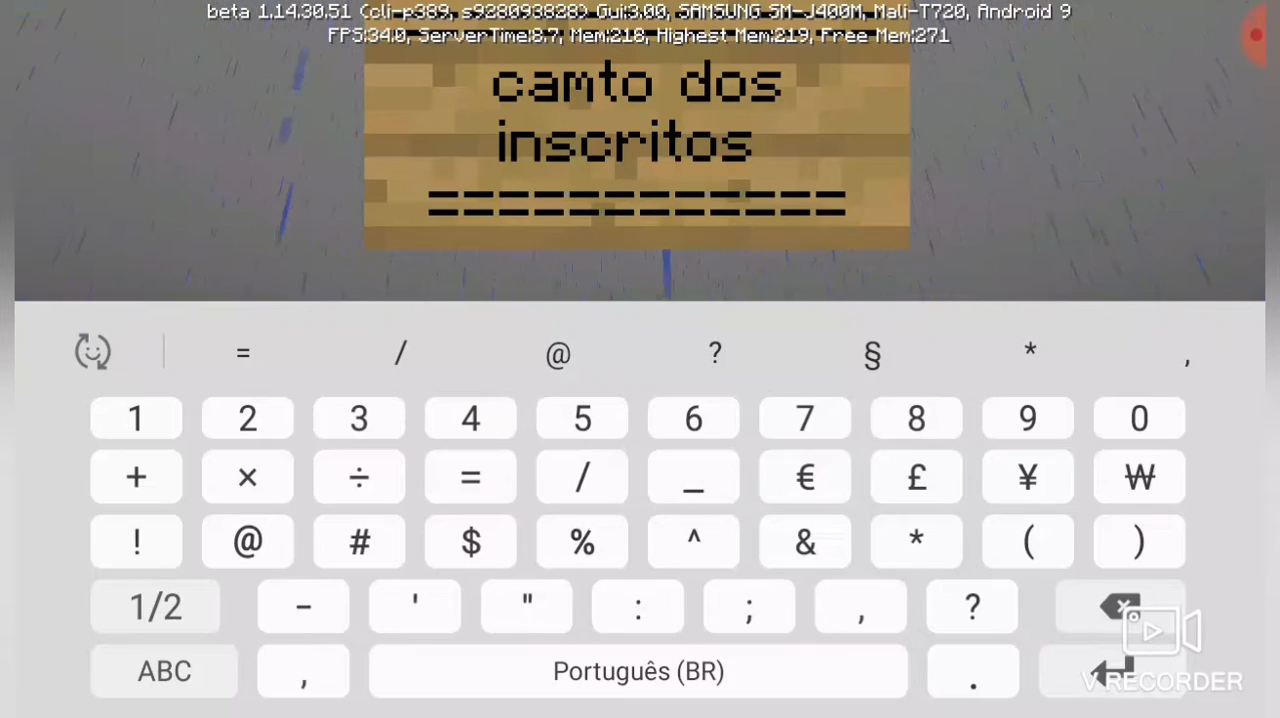 beta 1.14.30.51 (cli-p389, s928093828) Gui:3.00, SAMSUNG SM-J400M, Mali-T720, Android 9
FPS:34.0, ServerTime:8.7, Mem:218, Highest Mem:219, Free Mem:271
camto dos
inscritos
============
= / @ ? § * ,
1 2 3 4 5 6 7 8 9 0
+ × ÷ = / _ € £ ¥ ₩
! @ # $ % ^ & * ( )
1/2 - ' " : ; , ?
ABC , Português (BR) .
V RECORDER